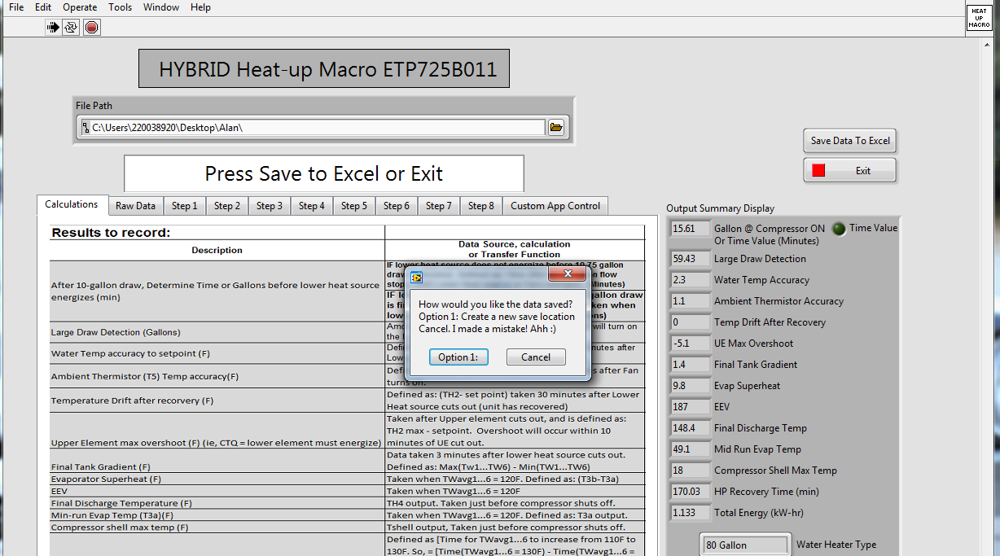 File Edit Operate Tools Window Help
HEAT
UP
MACRO
HYBRID Heat-up Macro ETP725B011
File Path
C:\Users\220038920\Desktop\Alan\
Save Data To Excel
Exit
Press Save to Excel or Exit
Calculations Raw Data Step 1 Step 2 Step 3 Step 4 Step 5 Step 6 Step 7 Step 8 Custom App Control
Results to record:
Description
Data Source, calculation
or Transfer Function
After 10-gallon draw, Determine Time or Gallons before lower heat source
energizes (min)
IF lower heat source does not energize before 10.75 gallon
draw
n flow
stop
Minutes)
IF lo
gallon draw
is fi
ken when
low
ns)
Large Draw Detection (Gallons)
Amo
will turn on
the l
Water Temp accuracy to setpoint (F)
Defi
nutes after
Low
Ambient Thermistor (T5) Temp accuracy(F)
Defi
s after Fan
turns on.
Temperature Drift after recorvery (F)
Defined as: (TH2- set point) taken 30 minutes after Lower
Heat source cuts out (unit has recovered)
Upper Element max overshoot (F) (ie, CTQ = lower element must energize)
Taken after Upper element cuts out, and is defined as:
TH2 max - setpoint. Overshoot will occur within 10
minutes of UE cut out.
Final Tank Gradient (F)
Data taken 3 minutes after lower heat source cuts out.
Defined as: Max(Tw1...TW6) - Min(TW1...TW6)
Evaporator Superheat (F)
Taken when TWavg1...6 = 120F. Defined as: (T3b-T3a)
EEV
Taken when TWavg1...6 = 120F
Final Discharge Temperature (F)
TH4 output. Taken just before compressor shuts off.
Min-run Evap Temp (T3a)(F)
Taken when TWavg1...6 = 120F. Defined as: T3a output.
Compressor shell max temp (F)
Tshell output, Taken just before compressor shuts off.
Defined as [Time for TWavg1...6 to increase from 110F to
130F. So, = [Time(TWavg1...6 = 130F) - Time(TWavg1...6 =
How would you like the data saved?
Option 1: Create a new save location
Cancel. I made a mistake! Ahh :)
Option 1:
Cancel
Output Summary Display
15.61 Gallon @ Compressor ON
Or Time Value (Minutes)
Time Value
59.43 Large Draw Detection
2.3 Water Temp Accuracy
1.1 Ambient Thermistor Accuracy
0 Temp Drift After Recovery
-5.1 UE Max Overshoot
1.4 Final Tank Gradient
9.8 Evap Superheat
187 EEV
148.4 Final Discharge Temp
49.1 Mid Run Evap Temp
18 Compressor Shell Max Temp
170.03 HP Recovery Time (min)
1.133 Total Energy (kW-hr)
80 Gallon Water Heater Type